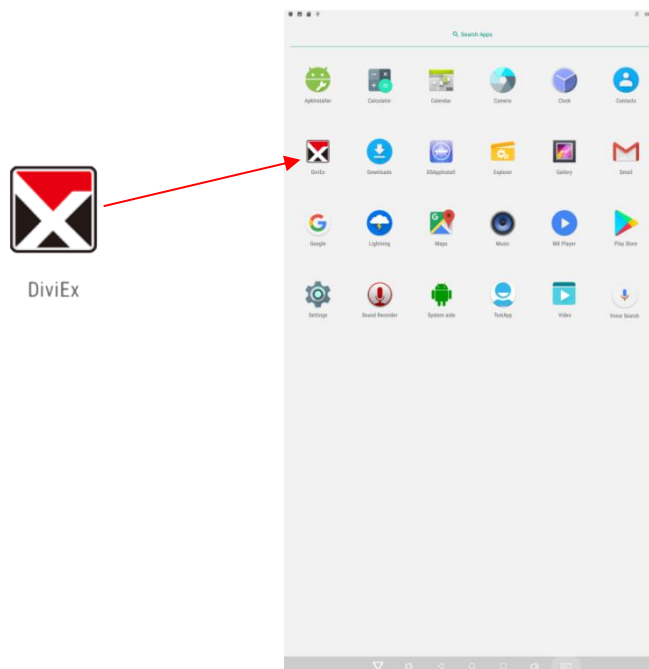 Search Apps
ApkInstaller
Calculator
Calendar
Camera
Clock
Contacts
DiviEx
DiviEx
Downloads
Explorer
Gallery
Gmail
Google
Lightning
Maps
Music
MX Player
Play Store
Settings
Sound Recorder
System aide
TestApp
Video
Voice Search